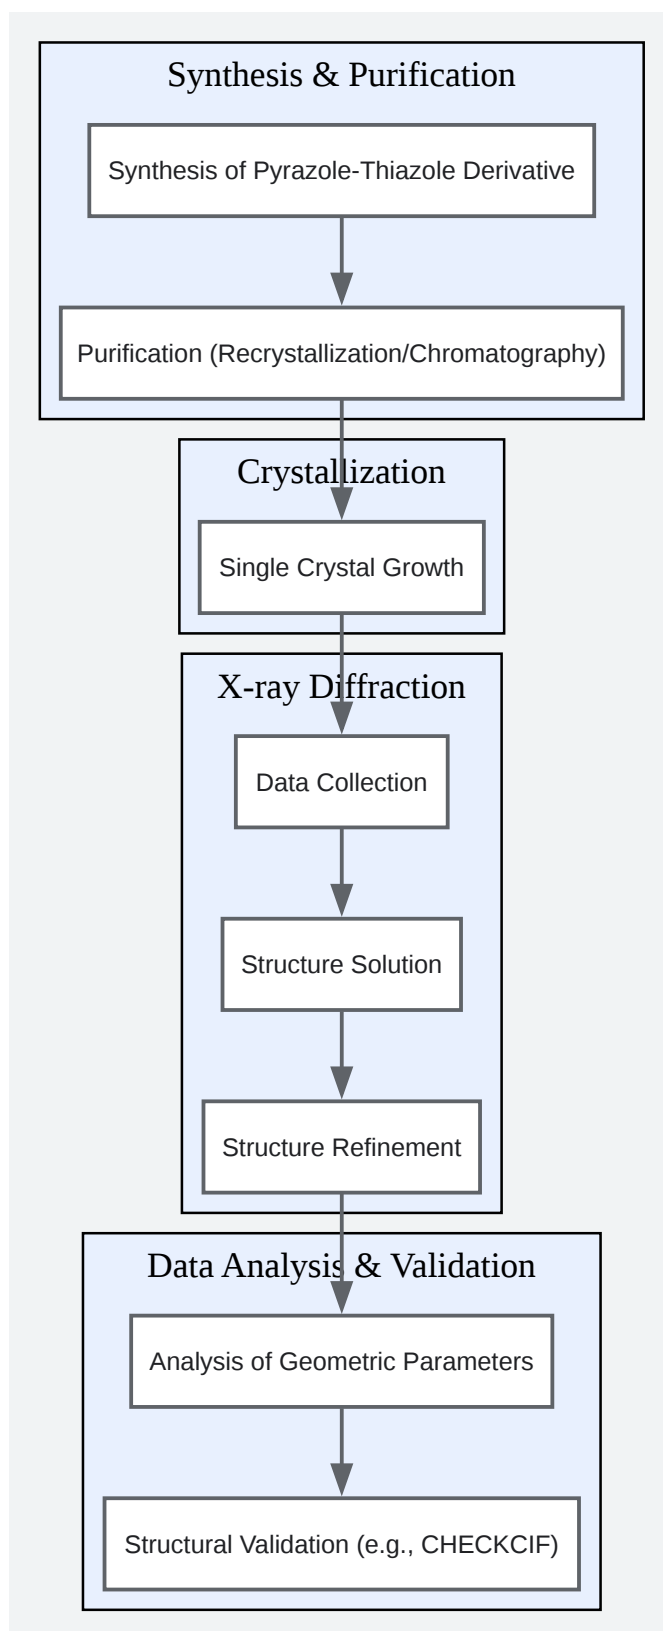 Synthesis & Purification
Synthesis of Pyrazole-Thiazole Derivative
Purification (Recrystallization/Chromatography)
Crystallization
Single Crystal Growth
X-ray Diffraction
Data Collection
Structure Solution
Structure Refinement
Data Analysis & Validation
Analysis of Geometric Parameters
Structural Validation (e.g., CHECKCIF)